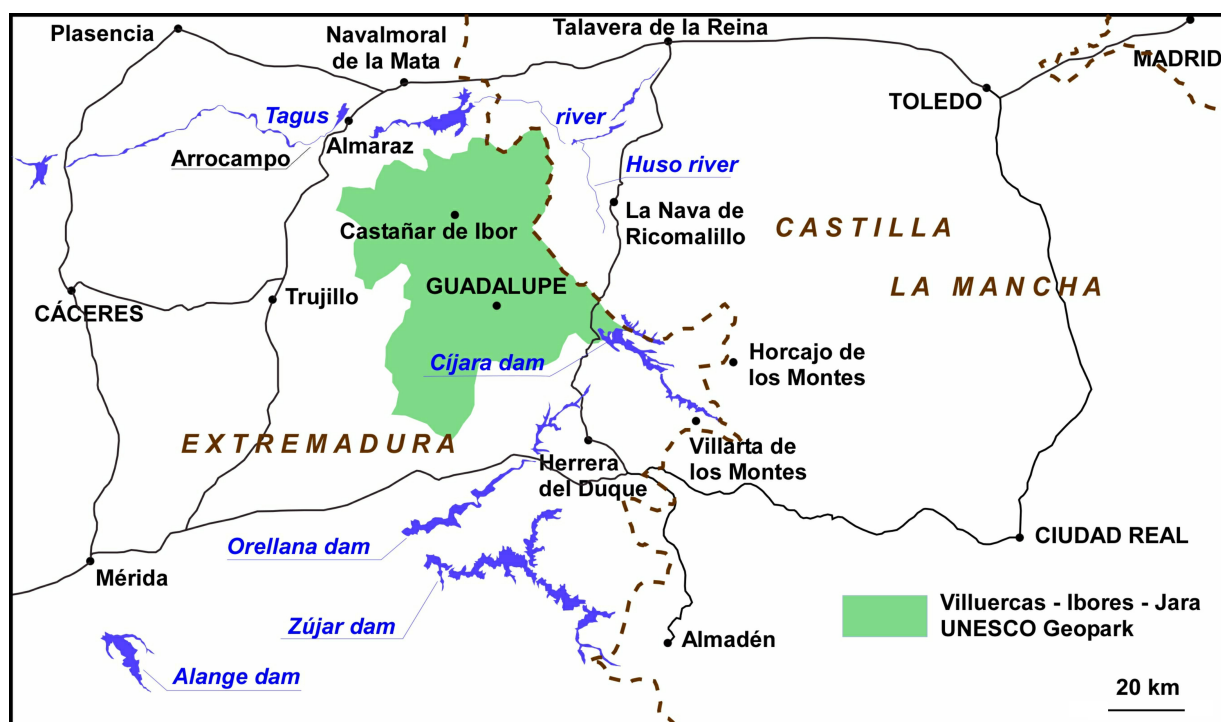 Plasencia
Navalmoral
de la Mata
Talavera de la Reina
MADRID
TOLEDO
Tagus
river
Almaraz
Arrocampo
Huso river
La Nava de
Ricomalillo
Castañar de Ibor
CASTILLA
LA MANCHA
GUADALUPE
Trujillo
CÁCERES
Cíjara dam
Horcajo de
los Montes
EXTREMADURA
Villarta de
los Montes
Herrera
del Duque
Orellana dam
CIUDAD REAL
Mérida
Zújar dam
Almadén
Alange dam
Villuercas - Ibores - Jara
UNESCO Geopark
20 km